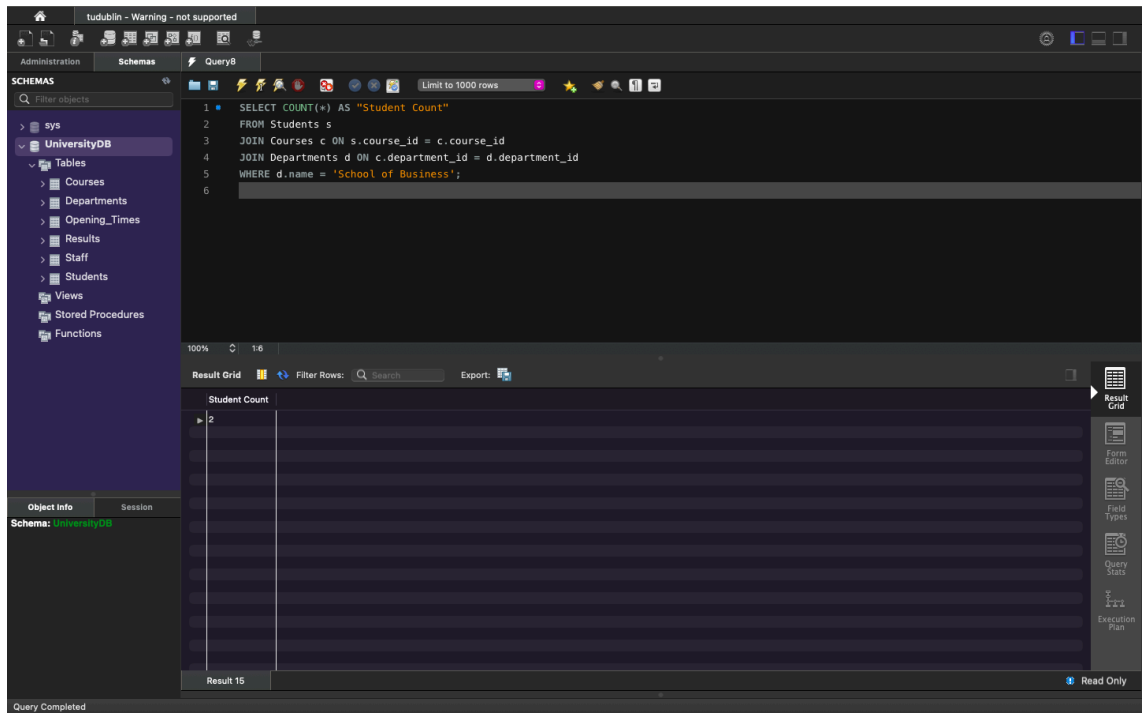 tudublin - Warning - not supported
Administration
Schemas
Query8
SCHEMAS
Filter objects
sys
UniversityDB
Tables
Courses
Departments
Opening_Times
Results
Staff
Students
Views
Stored Procedures
Functions
Limit to 1000 rows
1 SELECT COUNT(*) AS "Student Count"
2 FROM Students s
3 JOIN Courses c ON s.course_id = c.course_id
4 JOIN Departments d ON c.department_id = d.department_id
5 WHERE d.name = 'School of Business';
6
100% 1:6
Result Grid Filter Rows: Search Export:
Student Count
2
Result
Grid
Form
Editor
Field
Types
Query
Stats
Execution
Plan
Object Info
Session
Schema: UniversityDB
Result 15
Read Only
Query Completed